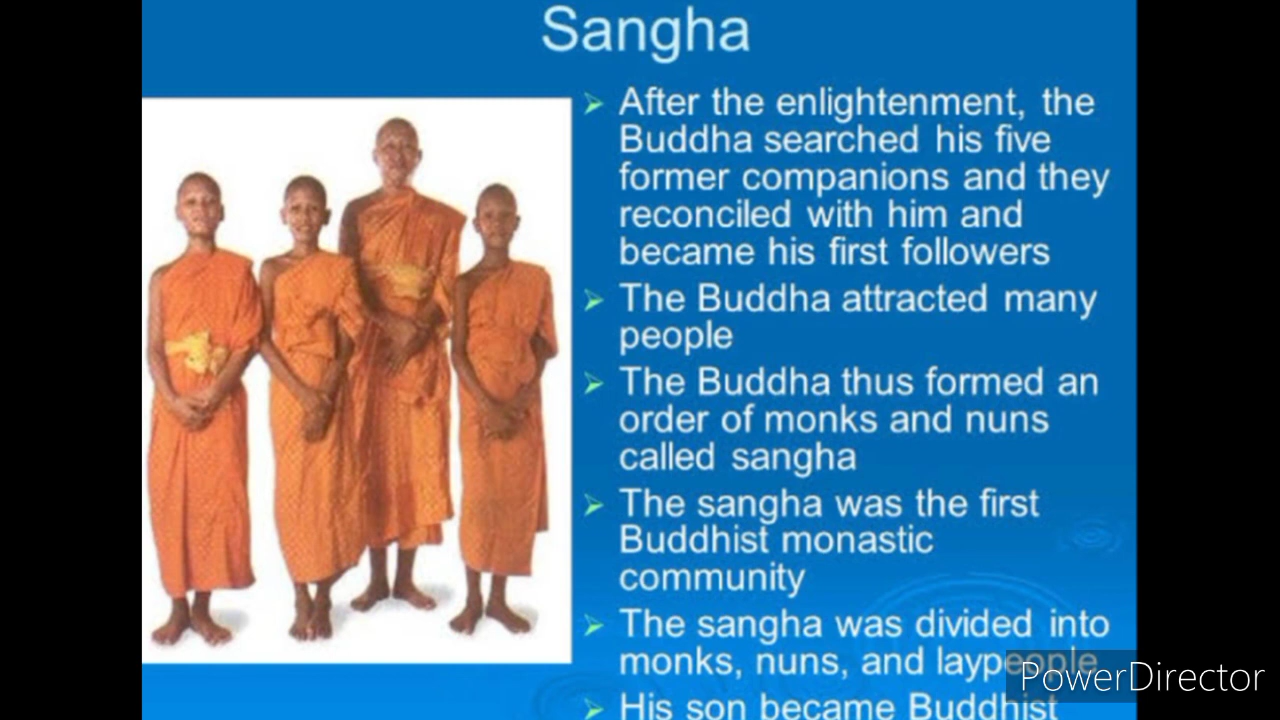 Sangha
After the enlightenment, the
Buddha searched his five
former companions and they
reconciled with him and
became his first followers
The Buddha attracted many
people
The Buddha thus formed an
order of monks and nuns
called sangha
The sangha was the first
Buddhist monastic
community
The sangha was divided into
monks, nuns, and laypeople
His son became Buddhist
PowerDirector